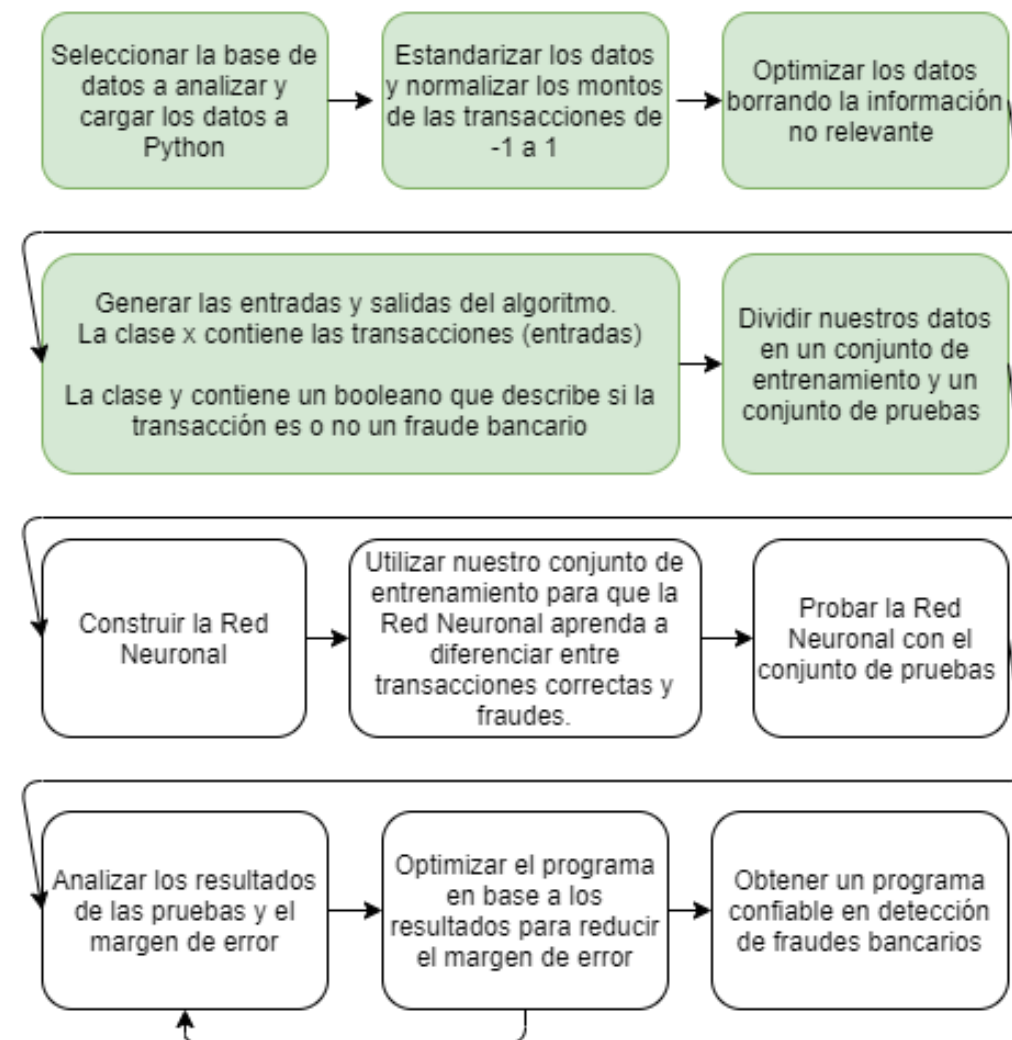 Seleccionar la base de
datos a analizar y
cargar los datos a
Python
Estandarizar los datos
y normalizar los montos
de las transacciones de
-1 a 1
Optimizar los datos
borrando la información
no relevante
Generar las entradas y salidas del algoritmo.
La clase x contiene las transacciones (entradas)
La clase y contiene un booleano que describe si la
transacción es o no un fraude bancario
Dividir nuestros datos
en un conjunto de
entrenamiento y un
conjunto de pruebas
Construir la Red
Neuronal
Utilizar nuestro conjunto de
entrenamiento para que la
Red Neuronal aprenda a
diferenciar entre
transacciones correctas y
fraudes.
Probar la Red
Neuronal con el
conjunto de pruebas
Analizar los resultados
de las pruebas y el
margen de error
Optimizar el programa
en base a los
resultados para reducir
el margen de error
Obtener un programa
confiable en detección
de fraudes bancarios